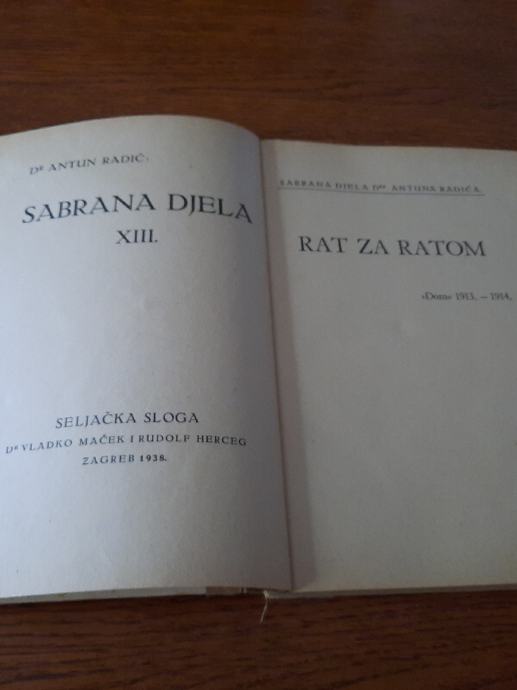 Dr ANTUN RADIĆ:
SABRANA DJELA
XIII.
SELJAČKA SLOGA
Dr VLADKO MAČEK I RUDOLF HERCEG
ZAGREB 1938.
SABRANA DJELA Dra ANTUNA RADIĆA.
RAT ZA RATOM
»Dom« 1913. – 1914.